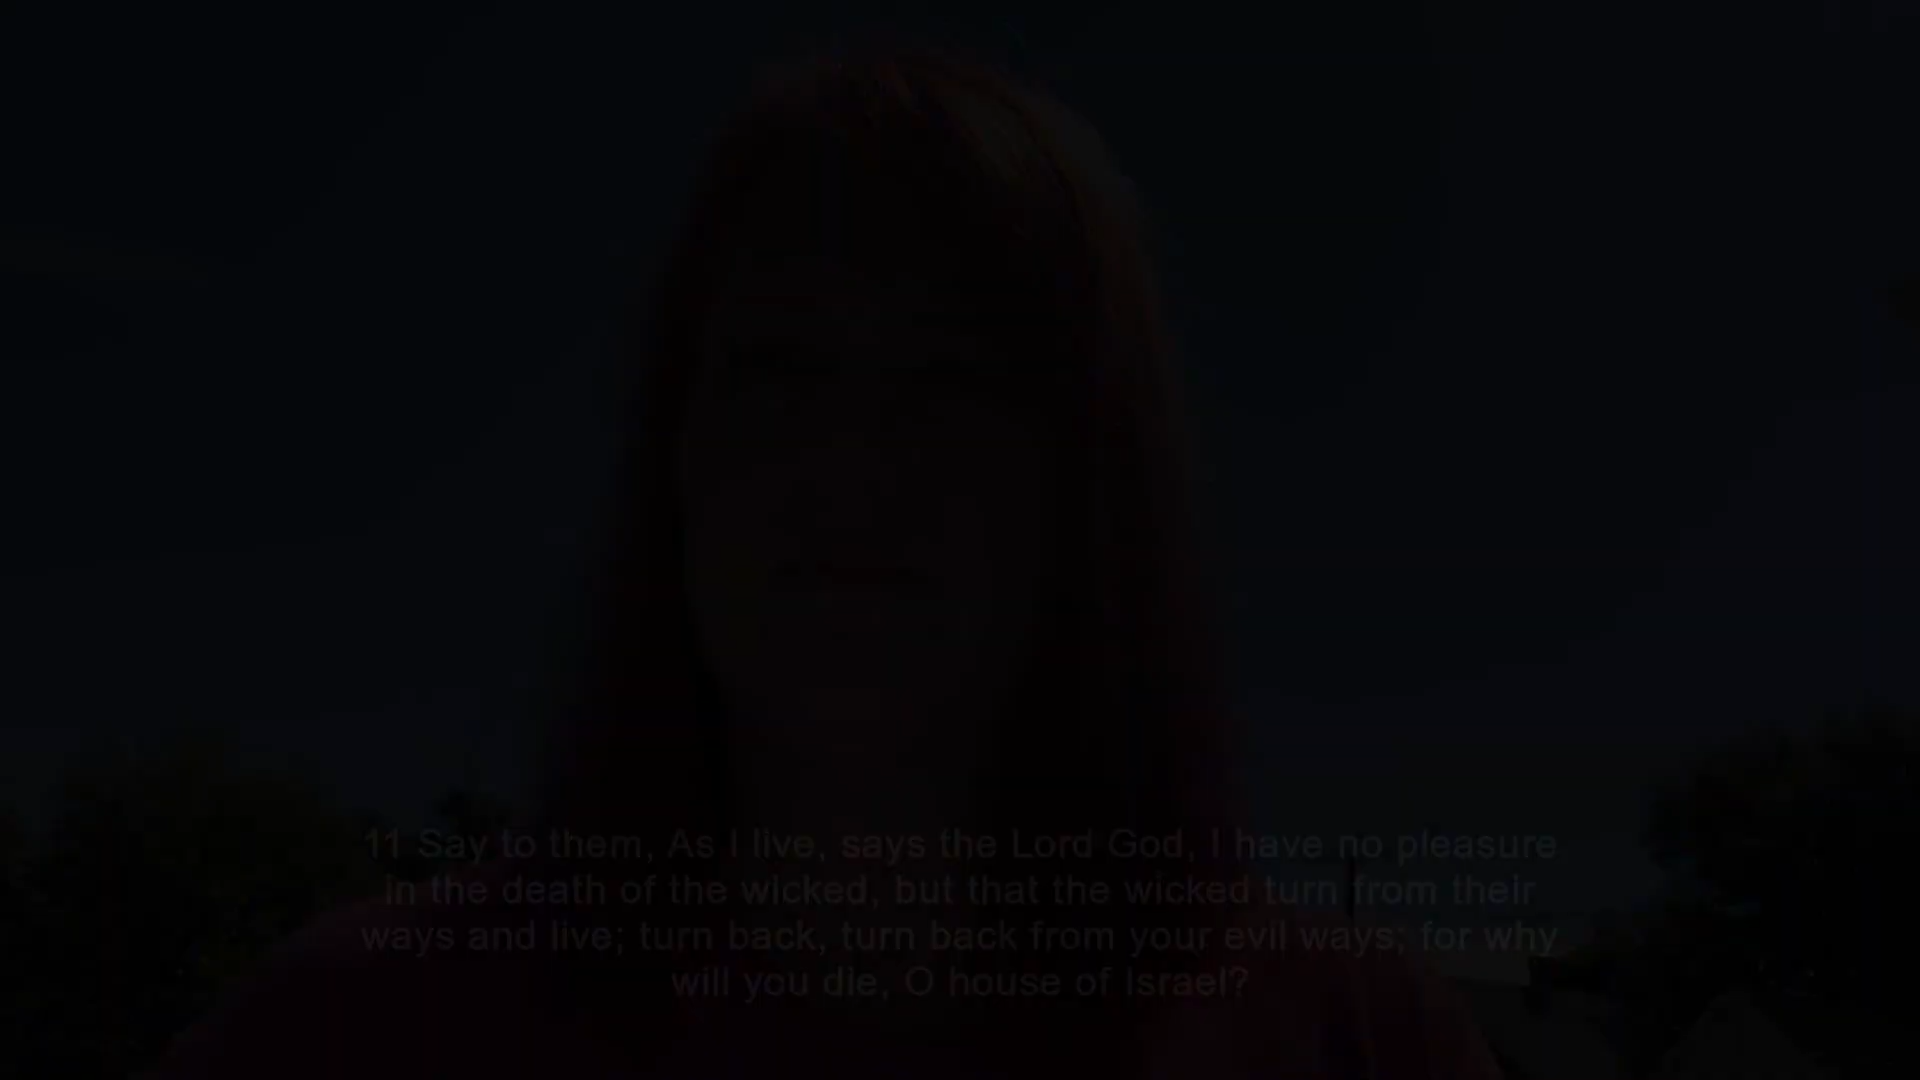 11 Say to them, As I live, says the Lord God, I have no pleasure
in the death of the wicked, but that the wicked turn from their
ways and live; turn back, turn back from your evil ways; for why
will you die, O house of Israel?